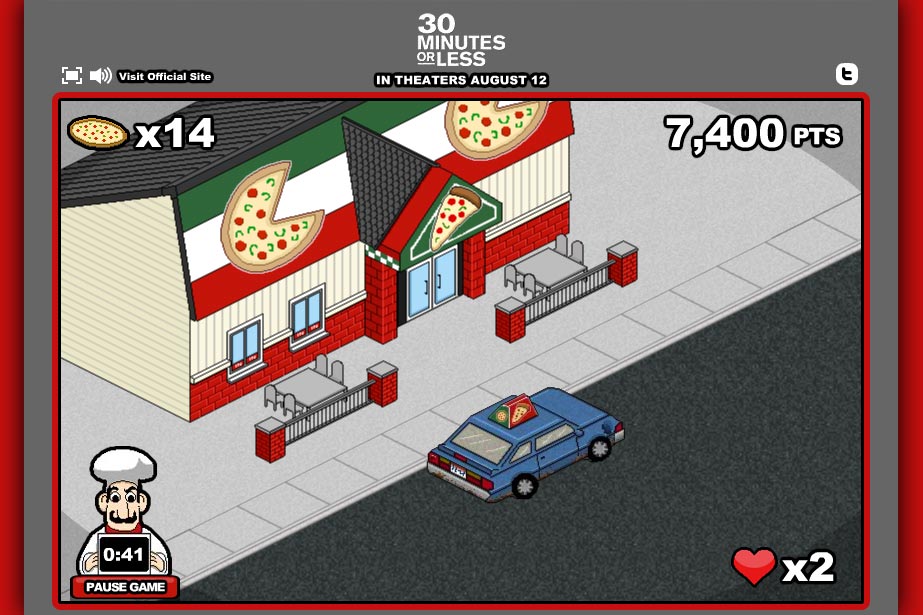 30
MINUTES
OR LESS
Visit Official Site
IN THEATERS AUGUST 12
t
x14
7,400 PTS
0:41
PAUSE GAME
x2